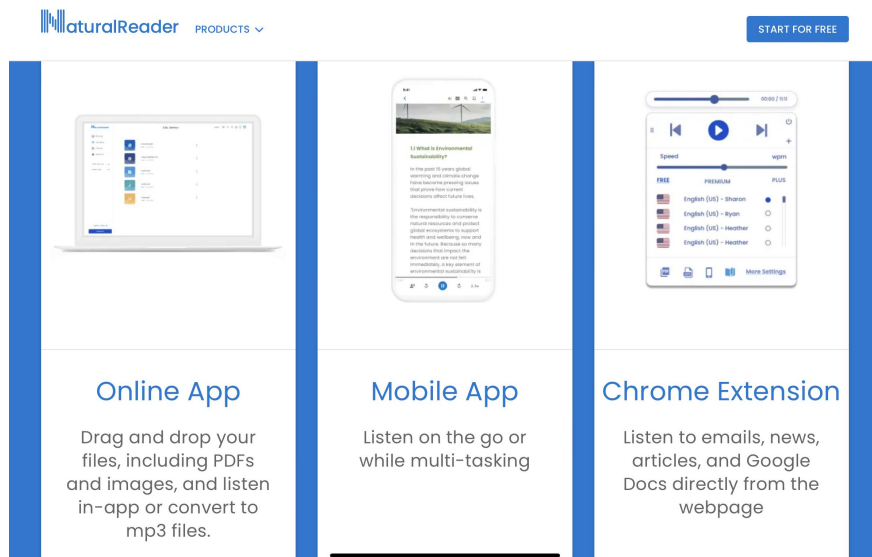 NaturalReader
PRODUCTS
START FOR FREE
9:41
1.1 What is Environmental
Sustainability?
In the past 15 years global
warming and climate change
have become pressing issues
that prove how current
decisions affect future lives.
"Environmental sustainability is
the responsibility to conserve
natural resources and protect
global ecosystems to support
health and wellbeing, now and
in the future. Because so many
decisions that impact the
environment are not felt
immediately, a key element of
environmental sustainability is
Speed
wpm
FREE
PREMIUM
PLUS
English (US) - Sharon
English (US) - Ryan
English (US) - Heather
English (US) - Heather
More Settings
Online App
Drag and drop your
files, including PDFs
and images, and listen
in-app or convert to
mp3 files.
Mobile App
Listen on the go or
while multi-tasking
Chrome Extension
Listen to emails, news,
articles, and Google
Docs directly from the
webpage